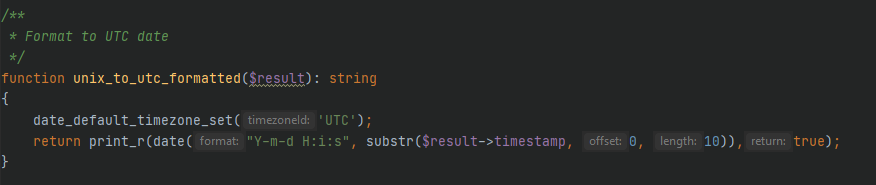 /**
 * Format to UTC date
 */
function unix_to_utc_formatted($result): string
{
    date_default_timezone_set( timezoneId: 'UTC');
    return print_r(date( format: "Y-m-d H:i:s", substr($result->timestamp, offset: 0, length: 10)), return: true);
}